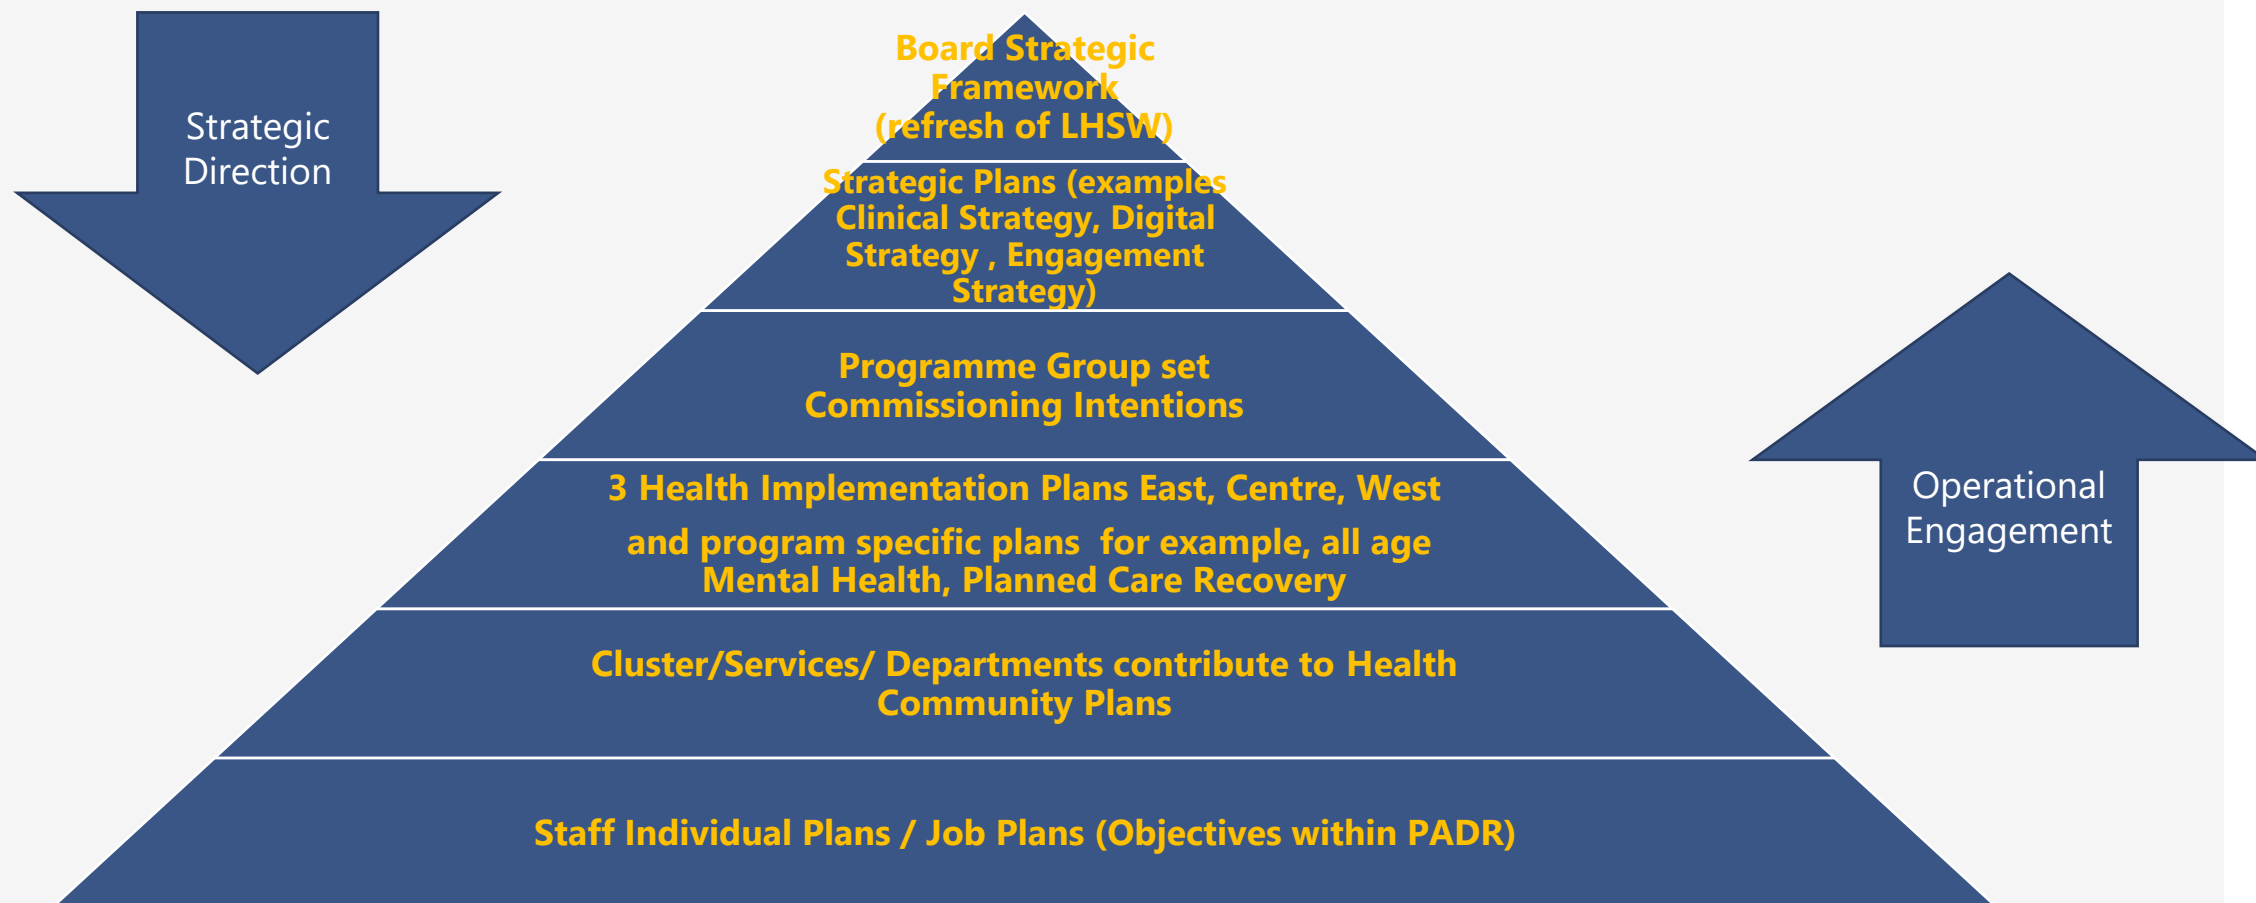 Strategic
Direction
Board Strategic
Framework
(refresh of LHSW)
Strategic Plans (examples
Clinical Strategy, Digital
Strategy , Engagement
Strategy)
Programme Group set
Commissioning Intentions
3 Health Implementation Plans East, Centre, West
and program specific plans  for example, all age
Mental Health, Planned Care Recovery
Cluster/Services/ Departments contribute to Health
Community Plans
Staff Individual Plans / Job Plans (Objectives within PADR)
Operational
Engagement